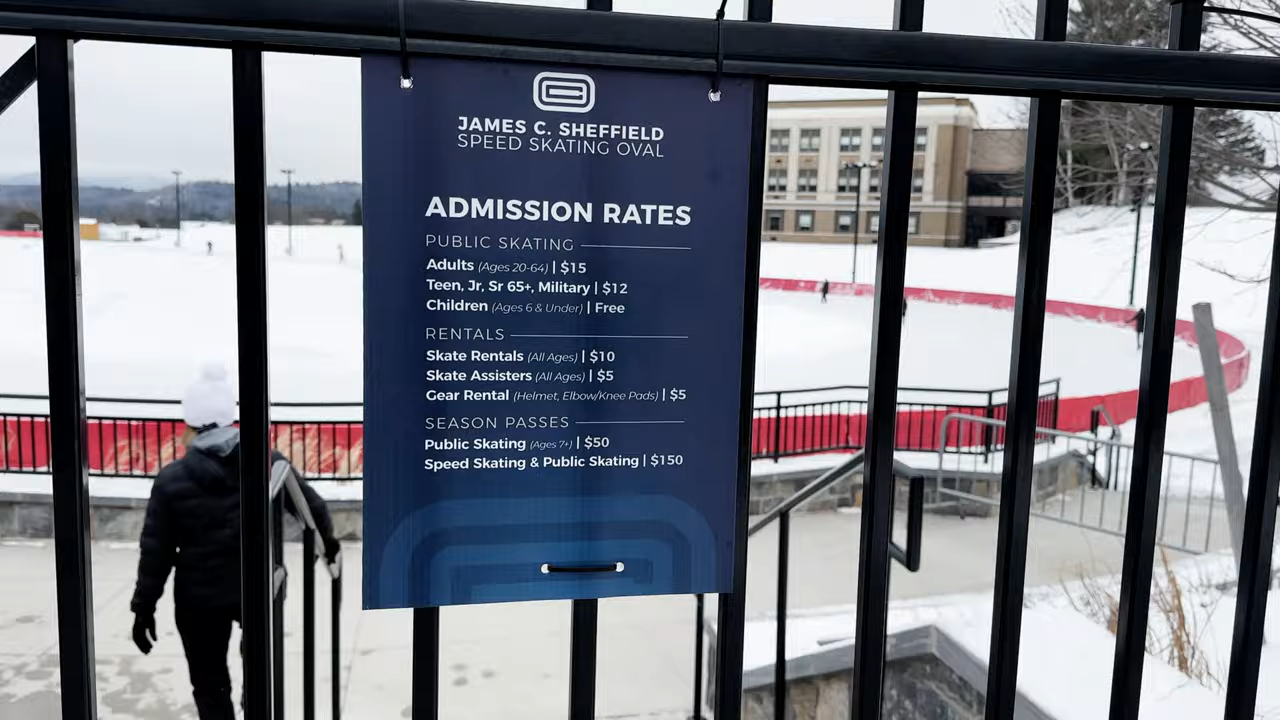 JAMES C. SHEFFIELD
SPEED SKATING OVAL
ADMISSION RATES
PUBLIC SKATING
Adults (Ages 20-64) | $15
Teen, Jr, Sr 65+, Military | $12
Children (Ages 6 & Under) | Free
RENTALS
Skate Rentals (All Ages) | $10
Skate Assisters (All Ages) | $5
Gear Rental (Helmet, Elbow/Knee Pads) | $5
SEASON PASSES
Public Skating (Ages 7+) | $50
Speed Skating & Public Skating | $150